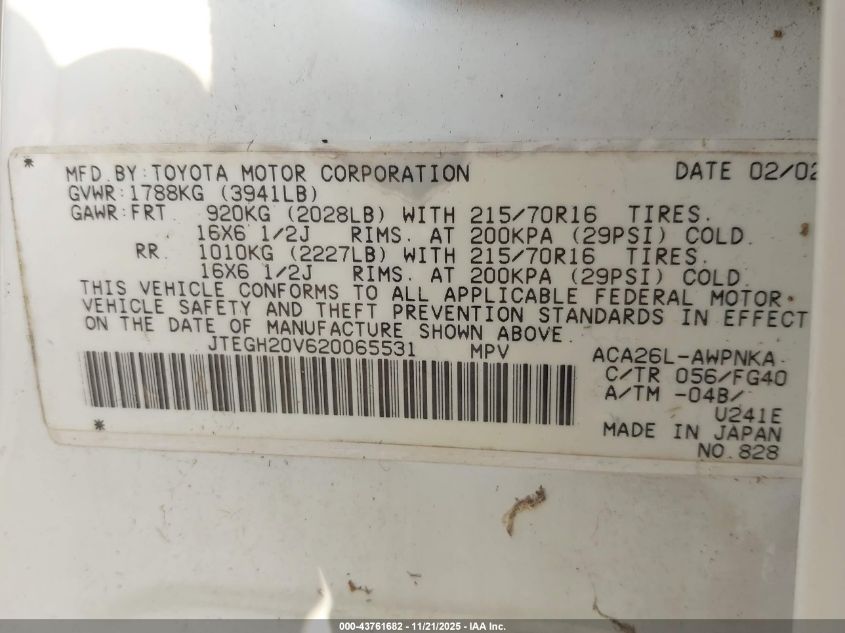 * MFD. BY: TOYOTA MOTOR CORPORATION DATE 02/02
GVWR: 1788KG (3941LB)
GAWR: FRT. 920KG (2028LB) WITH 215/70R16 TIRES.
16X6 1/2J RIMS. AT 200KPA (29PSI) COLD.
RR. 1010KG (2227LB) WITH 215/70R16 TIRES.
16X6 1/2J RIMS. AT 200KPA (29PSI) COLD.
THIS VEHICLE CONFORMS TO ALL APPLICABLE FEDERAL MOTOR
VEHICLE SAFETY AND THEFT PREVENTION STANDARDS IN EFFECT
ON THE DATE OF MANUFACTURE SHOWN ABOVE.
JTEGH20V620065531 MPV ACA26L-AWPNKA
C/TR 056/FG40
A/TM -04B/
U241E
* MADE IN JAPAN
NO.828
000-43761682 - 11/21/2025 - IAA Inc.